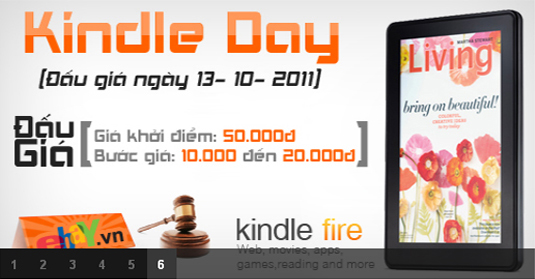 Kindle Day
(Đấu giá ngày 13- 10- 2011)
Đấu
Giá
Giá khởi điểm: 50.000đ
Bước giá: 10.000 đến 20.000đ
ebay.vn
kindle fire
Web, movies, apps,
games,reading and more
1 2 3 4 5 6
Living
bring on beautiful!